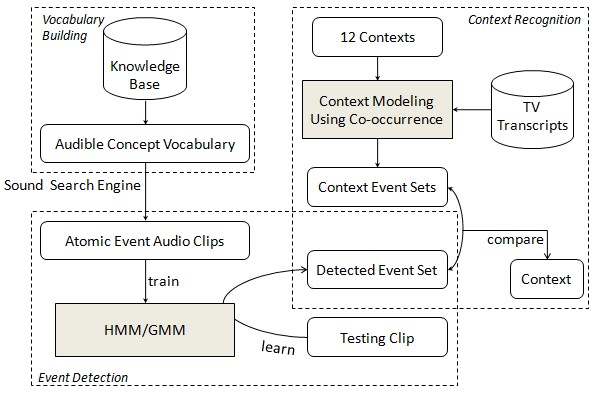 Vocabulary
Building
Knowledge
Base
Audible Concept Vocabulary
Sound Search Engine
Context Recognition
12 Contexts
Context Modeling
Using Co-occurrence
TV
Transcripts
Context Event Sets
compare
Context
Atomic Event Audio Clips
train
Detected Event Set
HMM/GMM
learn
Testing Clip
Event Detection